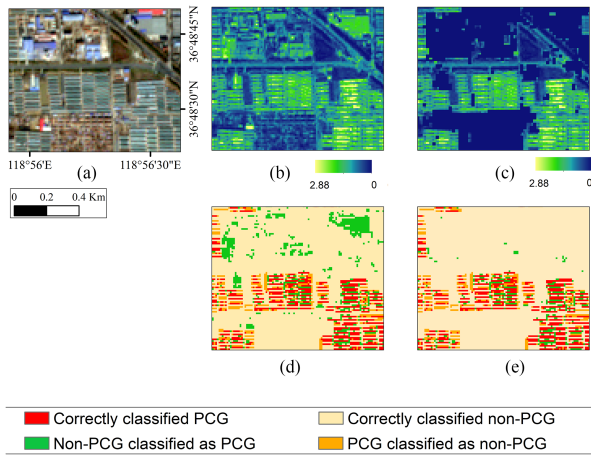 36°48'45"N
36°48'30"N
118°56'E
118°56'30"E
(a)
(b)
(c)
2.88 0
2.88 0
0 0.2 0.4 Km
(d)
(e)
Correctly classified PCG
Correctly classified non-PCG
Non-PCG classified as PCG
PCG classified as non-PCG